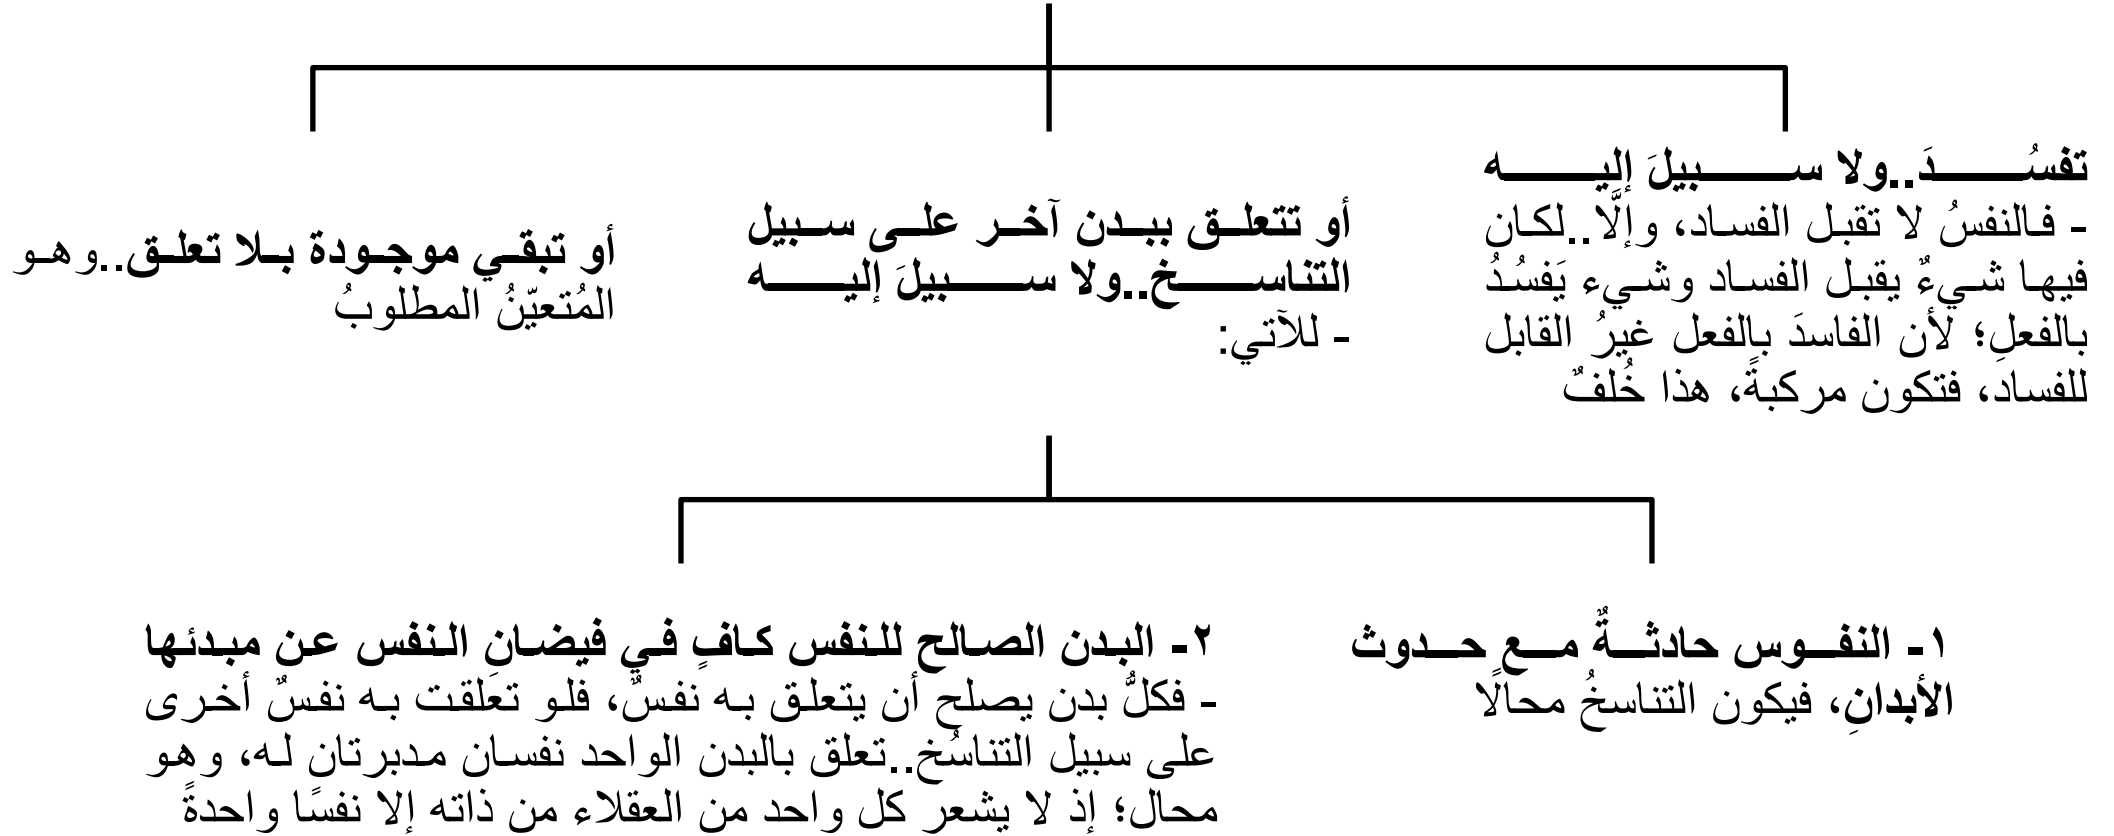 تفسُدَ..ولا سبيلَ إليه
- فالنفسُ لا تقبل الفساد، وإلَّا..لكان
فيها شيءٌ يقبل الفساد وشيء يَفسُدُ
بالفعلِ؛ لأن الفاسدَ بالفعل غيرُ القابل
للفساد، فتكون مركبةً، هذا خُلفٌ
أو تتعلق ببدن آخر على سبيل
التناسخ..ولا سبيلَ إليه
- للآتي:
أو تبقي موجودة بلا تعلق..وهو
المُتعيّنُ المطلوبُ
١- النفوس حادثةٌ مع حدوث
الأبدانِ، فيكون التناسخُ محالًا
٢- البدن الصالح للنفس كافٍ في فيضانِ النفس عن مبدئها
- فكلُّ بدن يصلح أن يتعلق به نفسٌ، فلو تعلقت به نفسٌ أخرى
على سبيل التناسُخ..تعلق بالبدن الواحد نفسان مدبرتان له، وهو
محال؛ إذ لا يشعر كل واحد من العقلاء من ذاته إلا نفسًا واحدةً